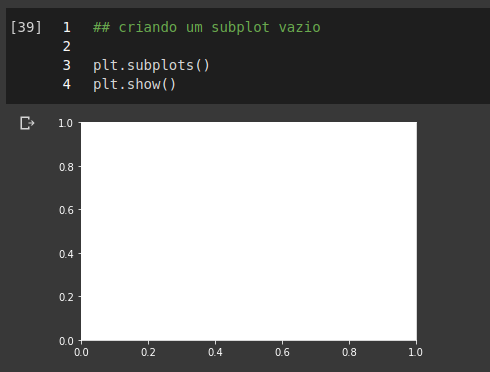 [39] 1 ## criando um subplot vazio
2
3 plt.subplots()
4 plt.show()
1.0
0.8
0.6
0.4
0.2
0.0
0.0 0.2 0.4 0.6 0.8 1.0